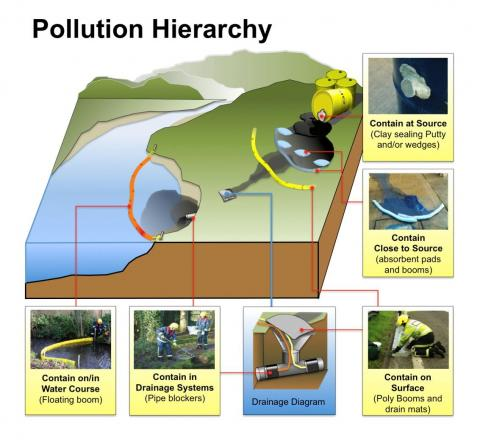 Pollution Hierarchy
Contain at Source
(Clay sealing Putty
and/or wedges)
Contain
Close to Source
(absorbent pads
and booms)
Contain on/in
Water Course
(Floating boom)
Contain in
Drainage Systems
(Pipe blockers)
Drainage Diagram
Contain on
Surface
(Poly Booms and
drain mats)